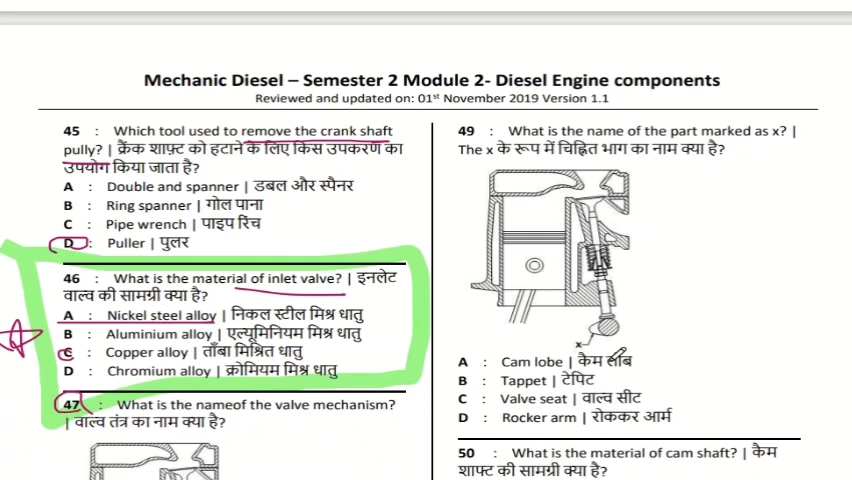 Mechanic Diesel – Semester 2 Module 2- Diesel Engine components
Reviewed and updated on: 01st November 2019 Version 1.1
45 : Which tool used to remove the crank shaft
pully? | क्रैंक शाफ़्ट को हटाने के लिए किस उपकरण का
उपयोग किया जाता है?
A : Double and spanner | डबल और स्पैनर
B : Ring spanner | गोल पाना
C : Pipe wrench | पाइप रिंच
D : Puller | पुलर
46 : What is the material of inlet valve? | इनलेट
वाल्व की सामग्री क्या है?
A : Nickel steel alloy | निकल स्टील मिश्र धातु
B : Aluminium alloy | एल्यूमिनियम मिश्र धातु
C : Copper alloy | ताँबा मिश्रित धातु
D : Chromium alloy | क्रोमियम मिश्र धातु
47 : What is the nameof the valve mechanism?
| वाल्व तंत्र का नाम क्या है?
49 : What is the name of the part marked as x? |
The x के रूप में चिह्नित भाग का नाम क्या है?
x
A : Cam lobe | कैम लॉब
B : Tappet | टेपिट
C : Valve seat | वाल्व सीट
D : Rocker arm | रोककर आर्म
50 : What is the material of cam shaft? | कैम
शाफ्ट की सामग्री क्या है?